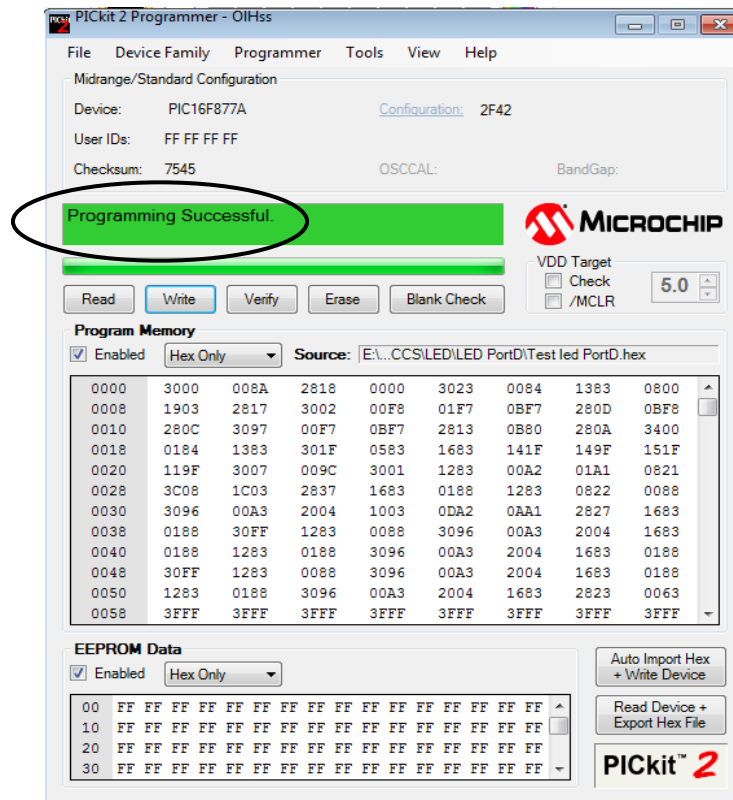 PICkit 2 Programmer - OIHss
File Device Family Programmer Tools View Help
Midrange/Standard Configuration
Device: PIC16F877A Configuration: 2F42
User IDs: FF FF FF FF
Checksum: 7545 OSCCAL: BandGap:
Programming Successful.
MICROCHIP
VDD Target
Check
/MCLR
5.0
Read Write Verify Erase Blank Check
Program Memory
Enabled Hex Only Source: E:\...CCS\LED\LED PortD\Test led PortD.hex
0000 3000 008A 2818 0000 3023 0084 1383 0800
0008 1903 2817 3002 00F8 01F7 0BF7 280D 0BF8
0010 280C 3097 00F7 0BF7 2813 0B80 280A 3400
0018 0184 1383 301F 0583 1683 141F 149F 151F
0020 119F 3007 009C 3001 1283 00A2 01A1 0821
0028 3C08 1C03 2837 1683 0188 1283 0822 0088
0030 3096 00A3 2004 1003 0DA2 0AA1 2827 1683
0038 0188 30FF 1283 0088 3096 00A3 2004 1683
0040 0188 1283 0188 3096 00A3 2004 1683 0188
0048 30FF 1283 0088 3096 00A3 2004 1683 0188
0050 1283 0188 3096 00A3 2004 1683 2823 0063
0058 3FFF 3FFF 3FFF 3FFF 3FFF 3FFF 3FFF 3FFF
EEPROM Data
Enabled Hex Only
00 FF FF FF FF FF FF FF FF FF FF FF FF FF FF FF FF
10 FF FF FF FF FF FF FF FF FF FF FF FF FF FF FF FF
20 FF FF FF FF FF FF FF FF FF FF FF FF FF FF FF FF
30 FF FF FF FF FF FF FF FF FF FF FF FF FF FF FF FF
Auto Import Hex
+ Write Device
Read Device +
Export Hex File
PICkit™ 2